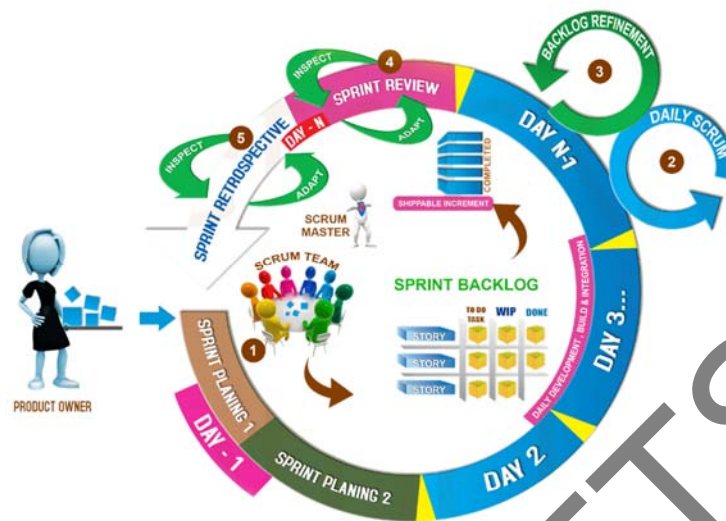 BACKLOG REFINEMENT
3
DAILY SCRUM
2
INSPECT
4
SPRINT REVIEW
ADAPT
DAY - N
5
INSPECT
SPRINT RETROSPECTIVE
ADAPT
DAY N-1
COMPLETED
SHIPPABLE INCREMENT
SCRUM
MASTER
SCRUM TEAM
SPRINT BACKLOG
TO DO
TASK
WIP
DONE
STORY
STORY
STORY
DAILY DEVELOPMENT, BUILD & INTEGRATION
DAY 3...
1
PRODUCT OWNER
SPRINT PLANING 1
DAY - 1
SPRINT PLANING 2
DAY 2